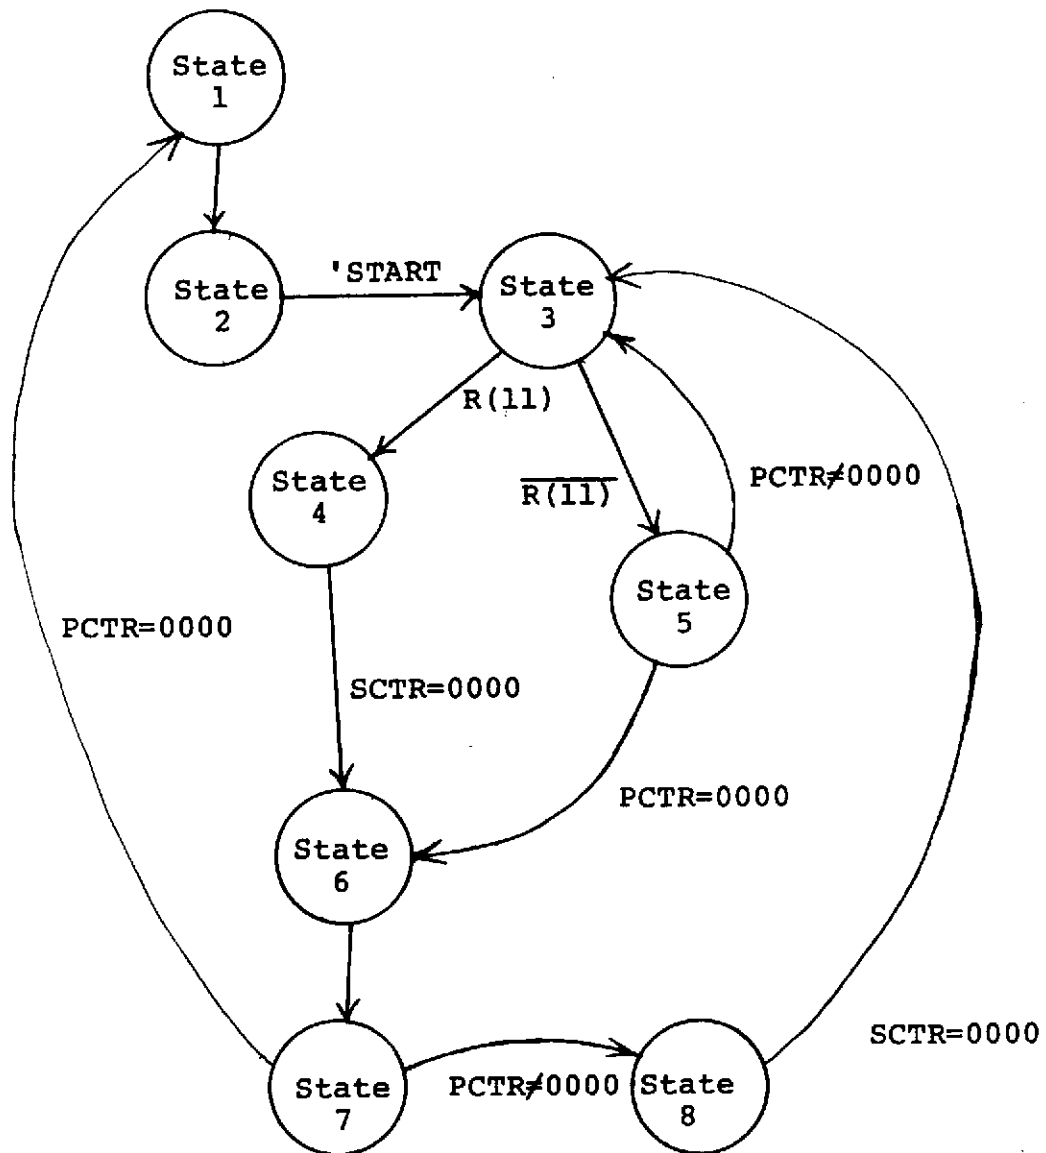 State
1
'START
State
2
State
3
R(11)
State
4
R(11)
PCTR≠0000
State
5
PCTR=0000
SCTR=0000
PCTR=0000
State
6
SCTR=0000
State
7
PCTR≠0000
State
8